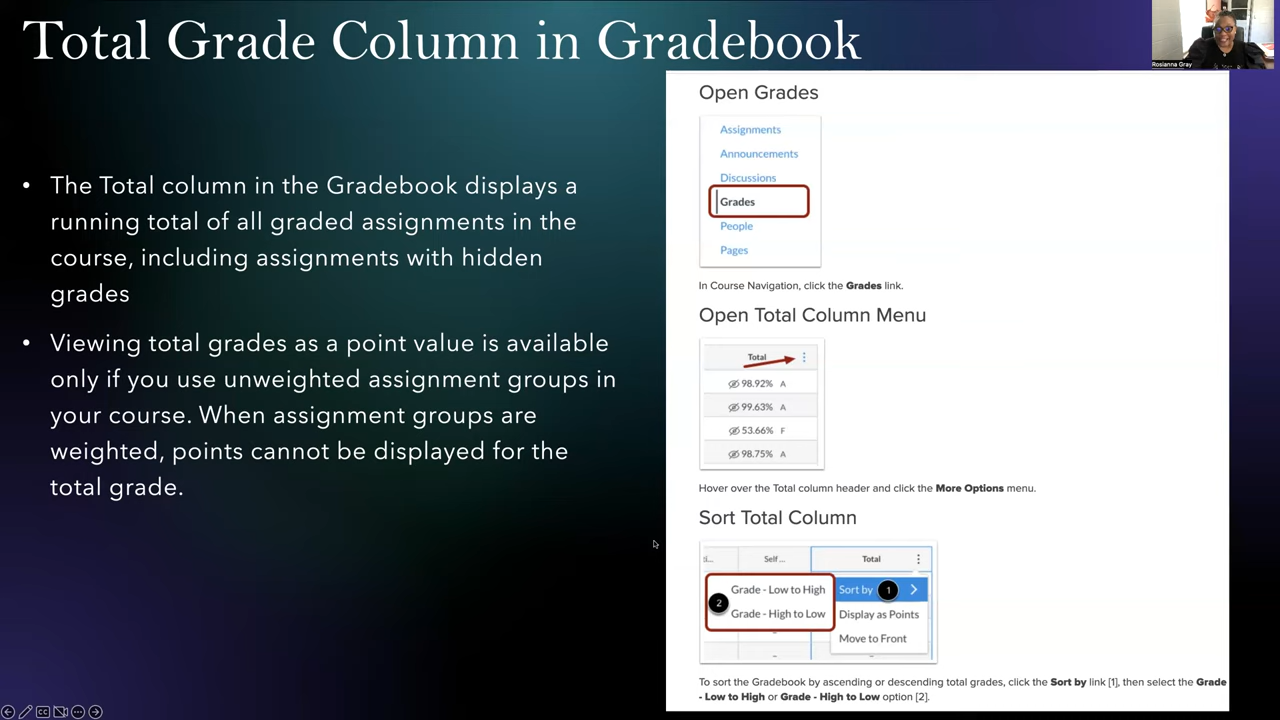 Total Grade Column in Gradebook
Rosianna Gray
• The Total column in the Gradebook displays a
running total of all graded assignments in the
course, including assignments with hidden
grades
• Viewing total grades as a point value is available
only if you use unweighted assignment groups in
your course. When assignment groups are
weighted, points cannot be displayed for the
total grade.
Open Grades
Assignments
Announcements
Discussions
Grades
People
Pages
In Course Navigation, click the Grades link.
Open Total Column Menu
Total
98.92% A
99.63% A
53.66% F
98.75% A
Hover over the Total column header and click the More Options menu.
Sort Total Column
Self ... Total
Grade - Low to High Sort by 1
2
Grade - High to Low Display as Points
Move to Front
To sort the Gradebook by ascending or descending total grades, click the Sort by link [1], then select the Grade
- Low to High or Grade - High to Low option [2].